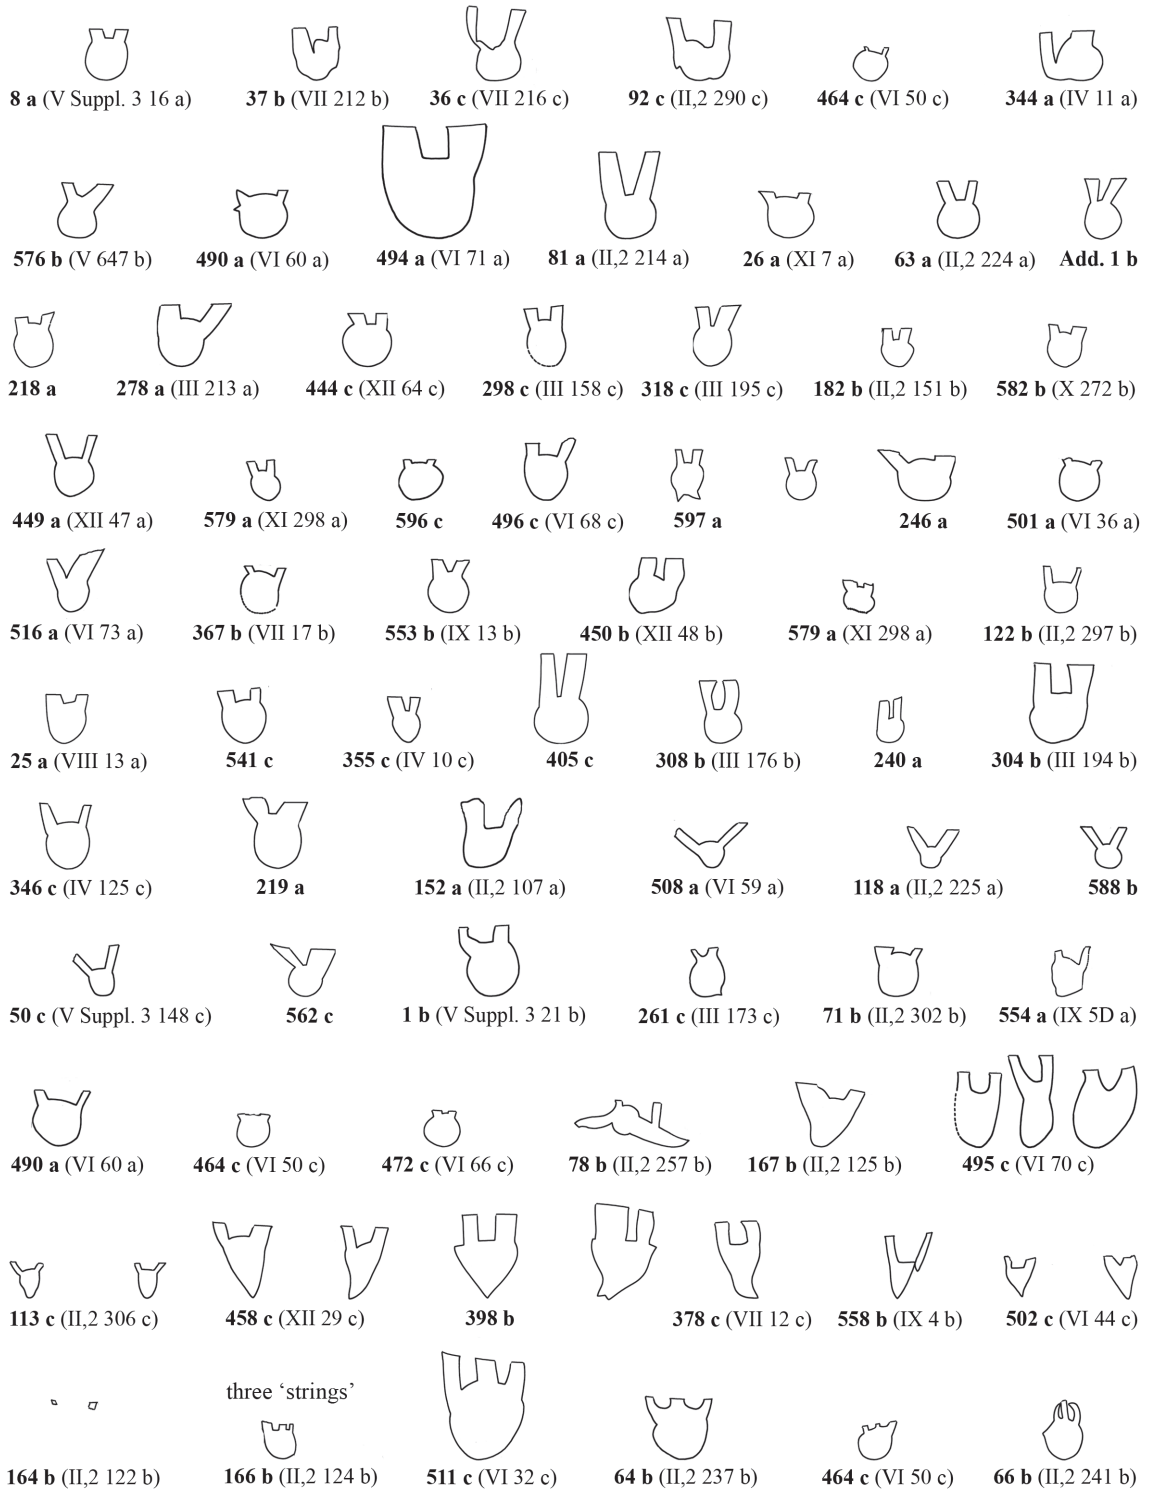 8 a (V Suppl. 3 16 a) 37 b (VII 212 b) 36 c (VII 216 c) 92 c (II,2 290 c) 464 c (VI 50 c) 344 a (IV 11 a)
576 b (V 647 b) 490 a (VI 60 a) 494 a (VI 71 a) 81 a (II,2 214 a) 26 a (XI 7 a) 63 a (II,2 224 a) Add. 1 b
218 a 278 a (III 213 a) 444 c (XII 64 c) 298 c (III 158 c) 318 c (III 195 c) 182 b (II,2 151 b) 582 b (X 272 b)
449 a (XII 47 a) 579 a (XI 298 a) 596 c 496 c (VI 68 c) 597 a 246 a 501 a (VI 36 a)
516 a (VI 73 a) 367 b (VII 17 b) 553 b (IX 13 b) 450 b (XII 48 b) 579 a (XI 298 a) 122 b (II,2 297 b)
25 a (VIII 13 a) 541 c 355 c (IV 10 c) 405 c 308 b (III 176 b) 240 a 304 b (III 194 b)
346 c (IV 125 c) 219 a 152 a (II,2 107 a) 508 a (VI 59 a) 118 a (II,2 225 a) 588 b
50 c (V Suppl. 3 148 c) 562 c 1 b (V Suppl. 3 21 b) 261 c (III 173 c) 71 b (II,2 302 b) 554 a (IX 5D a)
490 a (VI 60 a) 464 c (VI 50 c) 472 c (VI 66 c) 78 b (II,2 257 b) 167 b (II,2 125 b) 495 c (VI 70 c)
113 c (II,2 306 c) 458 c (XII 29 c) 398 b 378 c (VII 12 c) 558 b (IX 4 b) 502 c (VI 44 c)
three ‘strings’
164 b (II,2 122 b) 166 b (II,2 124 b) 511 c (VI 32 c) 64 b (II,2 237 b) 464 c (VI 50 c) 66 b (II,2 241 b)